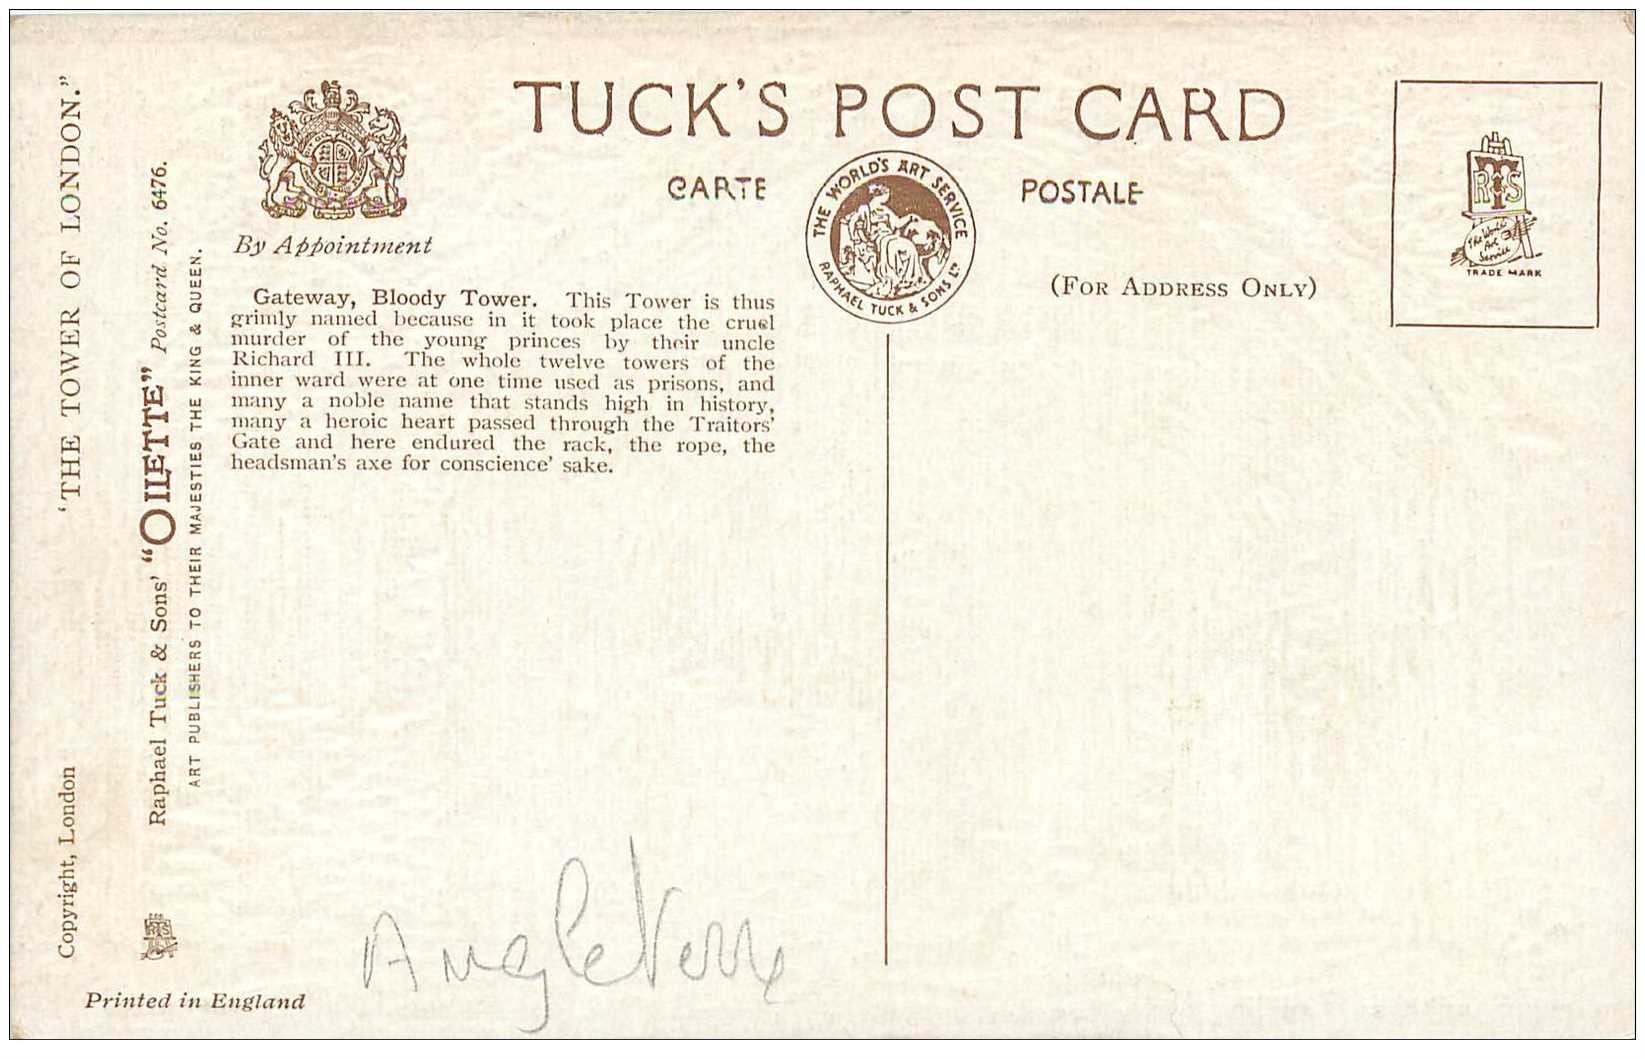 TUCK'S POST CARD
CARTE POSTALE
THE WORLD'S ART SERVICE
RAPHAEL TUCK & SONS LTD
By Appointment
(FOR ADDRESS ONLY)
RTS
The World's
Art
Service
TRADE MARK
Gateway, Bloody Tower. This Tower is thus
grimly named because in it took place the cruel
murder of the young princes by their uncle
Richard III. The whole twelve towers of the
inner ward were at one time used as prisons, and
many a noble name that stands high in history,
many a heroic heart passed through the Traitors'
Gate and here endured the rack, the rope, the
headsman's axe for conscience' sake.
'THE TOWER OF LONDON."
Copyright, London
Raphael Tuck & Sons' "OILETTE" Postcard No. 6476.
ART PUBLISHERS TO THEIR MAJESTIES THE KING & QUEEN.
RTS
Angleterre
Printed in England